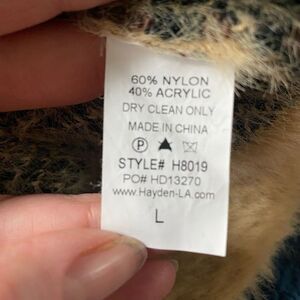 60% NYLON
40% ACRYLIC
DRY CLEAN ONLY
MADE IN CHINA
P
STYLE# H8019
PO# HD13270
www.Hayden-LA.com
L